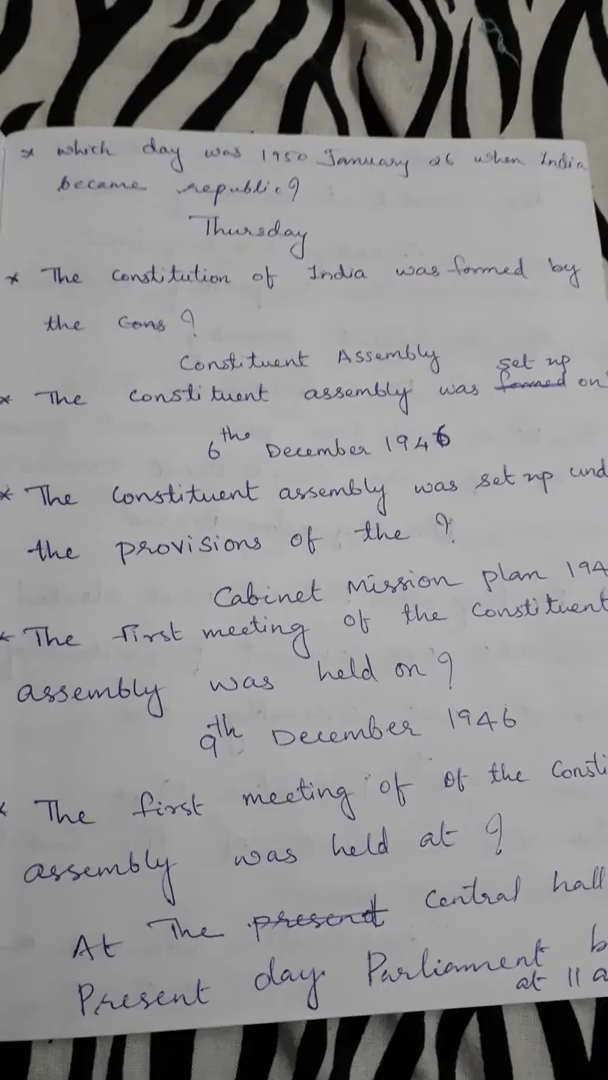 * which day was 1950 January 26 when India
became republic?
Thursday
* The constitution of India was formed by
the Cons ?
Constituent Assembly
set up
* The constituent assembly was formed on
6the December 1946
* The constituent assembly was set up und
the provisions of the ?
Cabinet Mission plan 194
* The first meeting of the constituent
assembly was held on ?
9th December 1946
* The first meeting of of the consti
assembly was held at ?
At The present central hall
Present day Parliament b
at 11 a